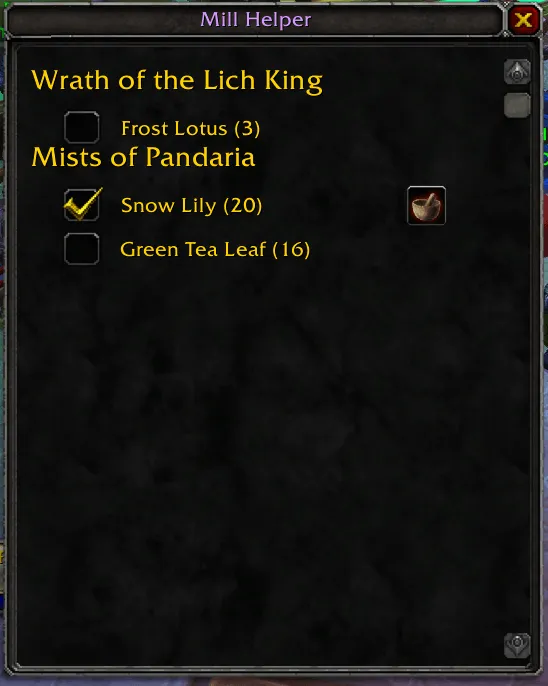 Mill Helper
Wrath of the Lich King
Frost Lotus (3)
Mists of Pandaria
Snow Lily (20)
Green Tea Leaf (16)